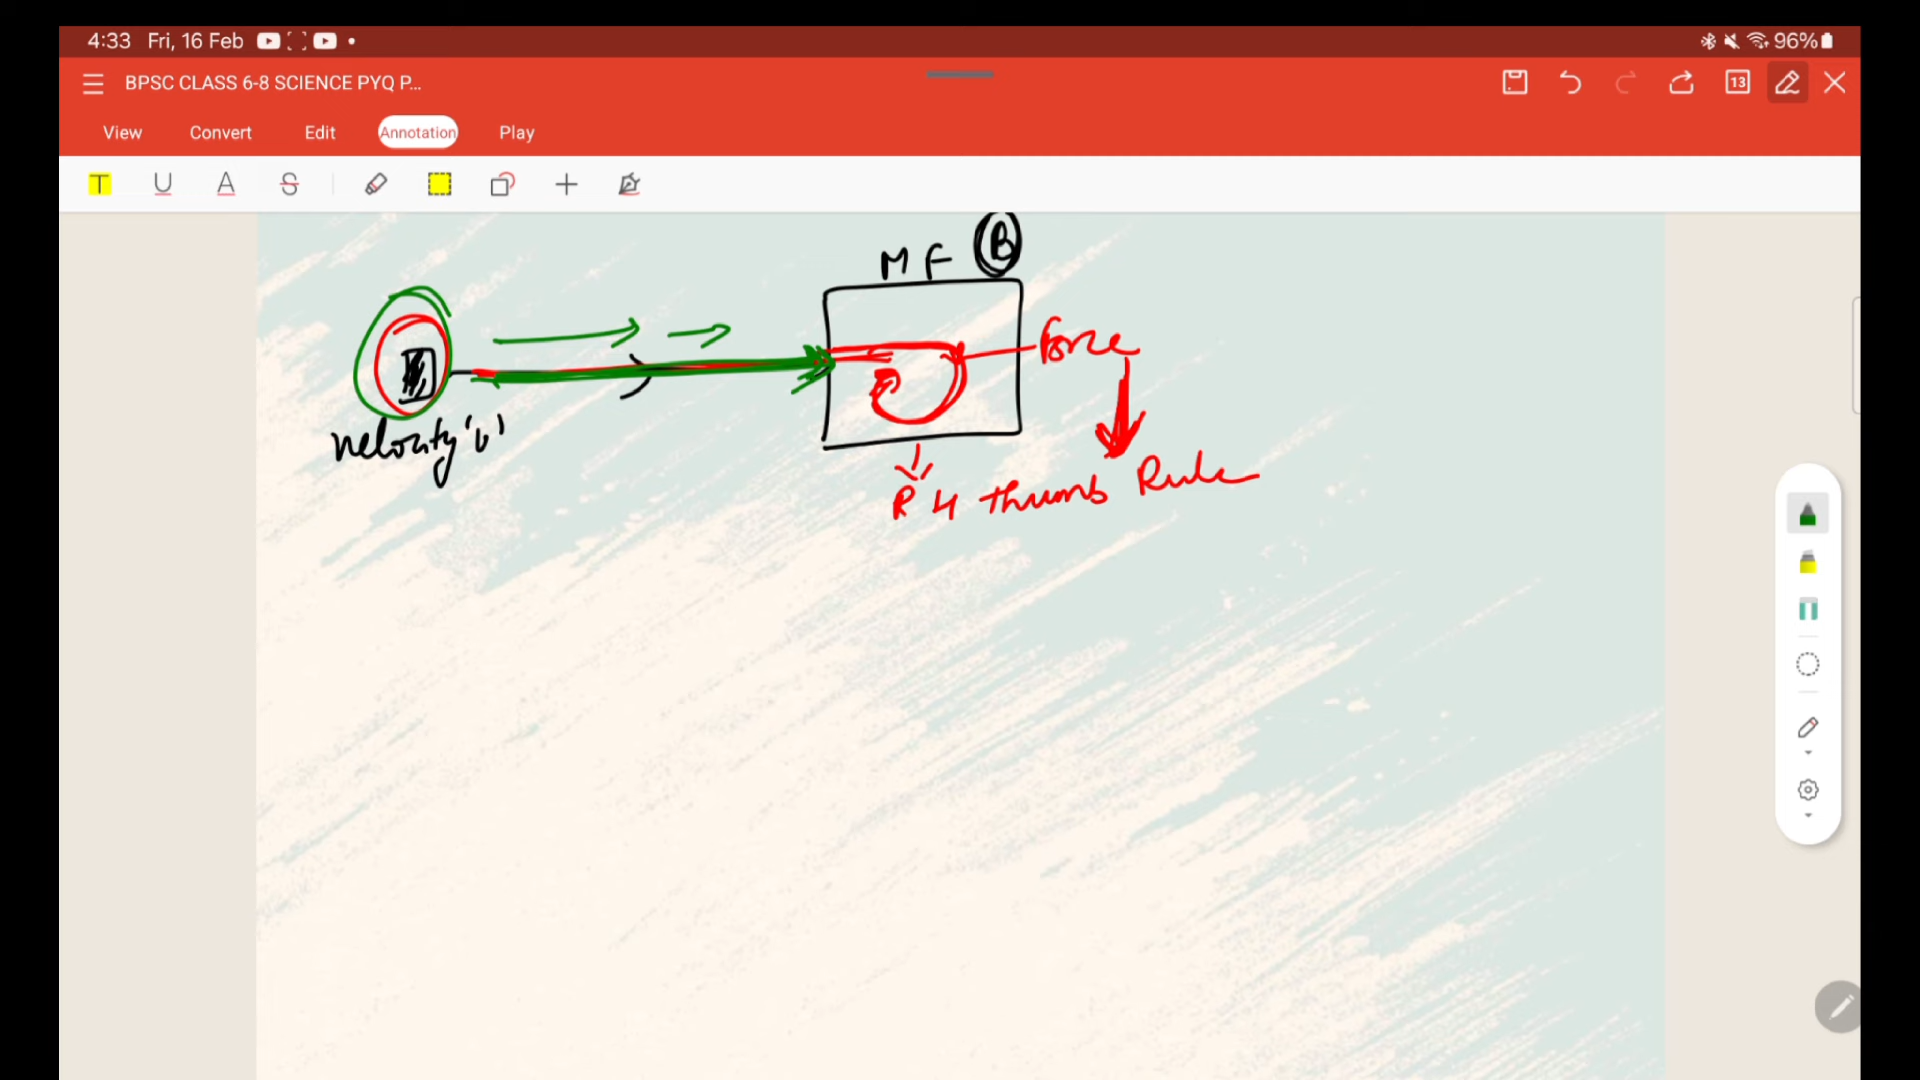 4:33 Fri, 16 Feb 96%
BPSC CLASS 6-8 SCIENCE PYQ P... 13
View Convert Edit Annotation Play
T U A S
M F B
Force
velocity 'v'
R H thumb Rule